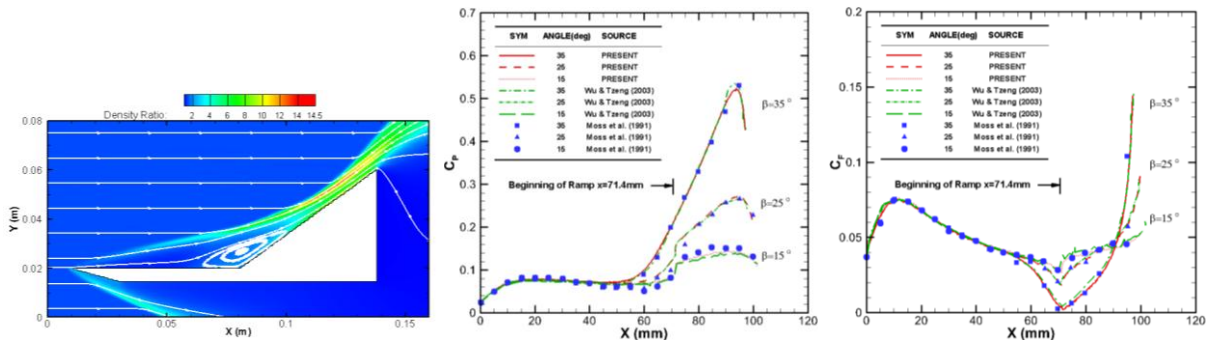 Density Ratio: 2 4 6 8 10 12 14 14.5
Y (m)
0.08
0.06
0.04
0.02
0
0 0.05 0.1 0.15
X (m)
0.7
0.6
0.5
0.4
0.3
0.2
0.1
0.0
C_P
SYM ANGLE(deg) SOURCE
35 PRESENT
25 PRESENT
15 PRESENT
35 Wu & Tzeng (2003)
25 Wu & Tzeng (2003)
15 Wu & Tzeng (2003)
35 Moss et al. (1991)
25 Moss et al. (1991)
15 Moss et al. (1991)
β=35°
Beginning of Ramp x=71.4mm
β=25°
β=15°
0 20 40 60 80 100 120
X (mm)
0.2
0.15
0.1
0.05
0
C_F
SYM ANGLE(deg) SOURCE
35 PRESENT
25 PRESENT
15 PRESENT
35 Wu & Tzeng (2003)
25 Wu & Tzeng (2003)
15 Wu & Tzeng (2003)
35 Moss et al. (1991)
25 Moss et al. (1991)
15 Moss et al. (1991)
β=35°
Beginning of Ramp x=71.4mm
β=25°
β=15°
0 20 40 60 80 100 120
X (mm)